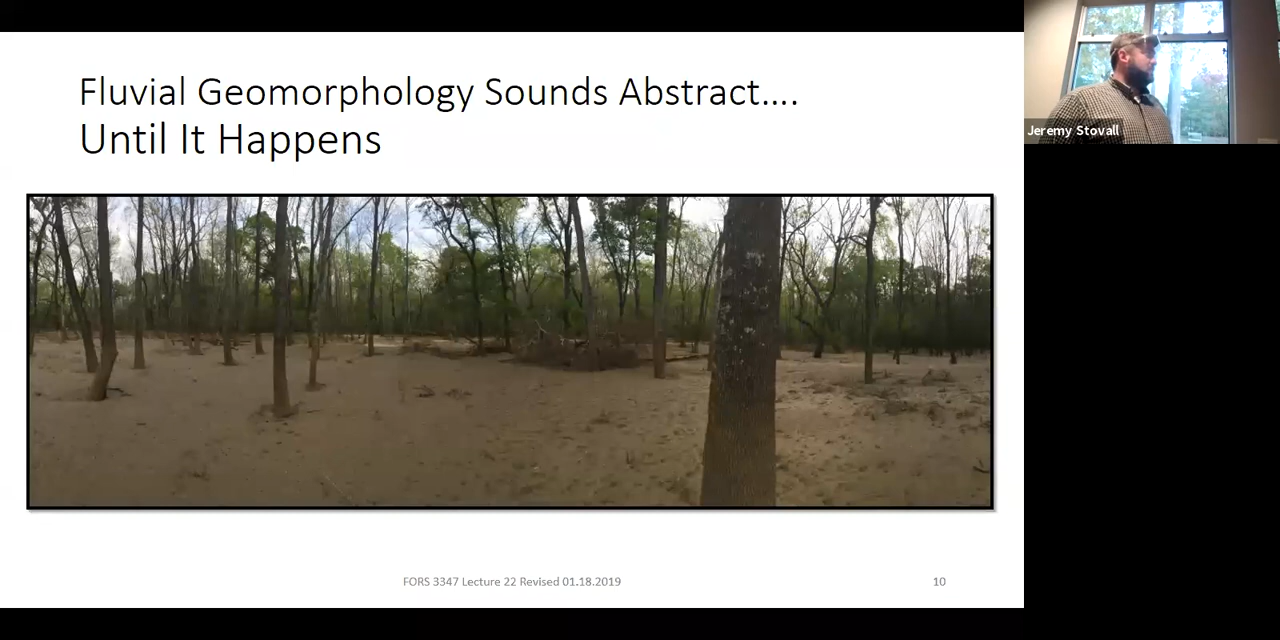 Fluvial Geomorphology Sounds Abstract....
Until It Happens
Jeremy Stovall
FORS 3347 Lecture 22 Revised 01.18.2019
10